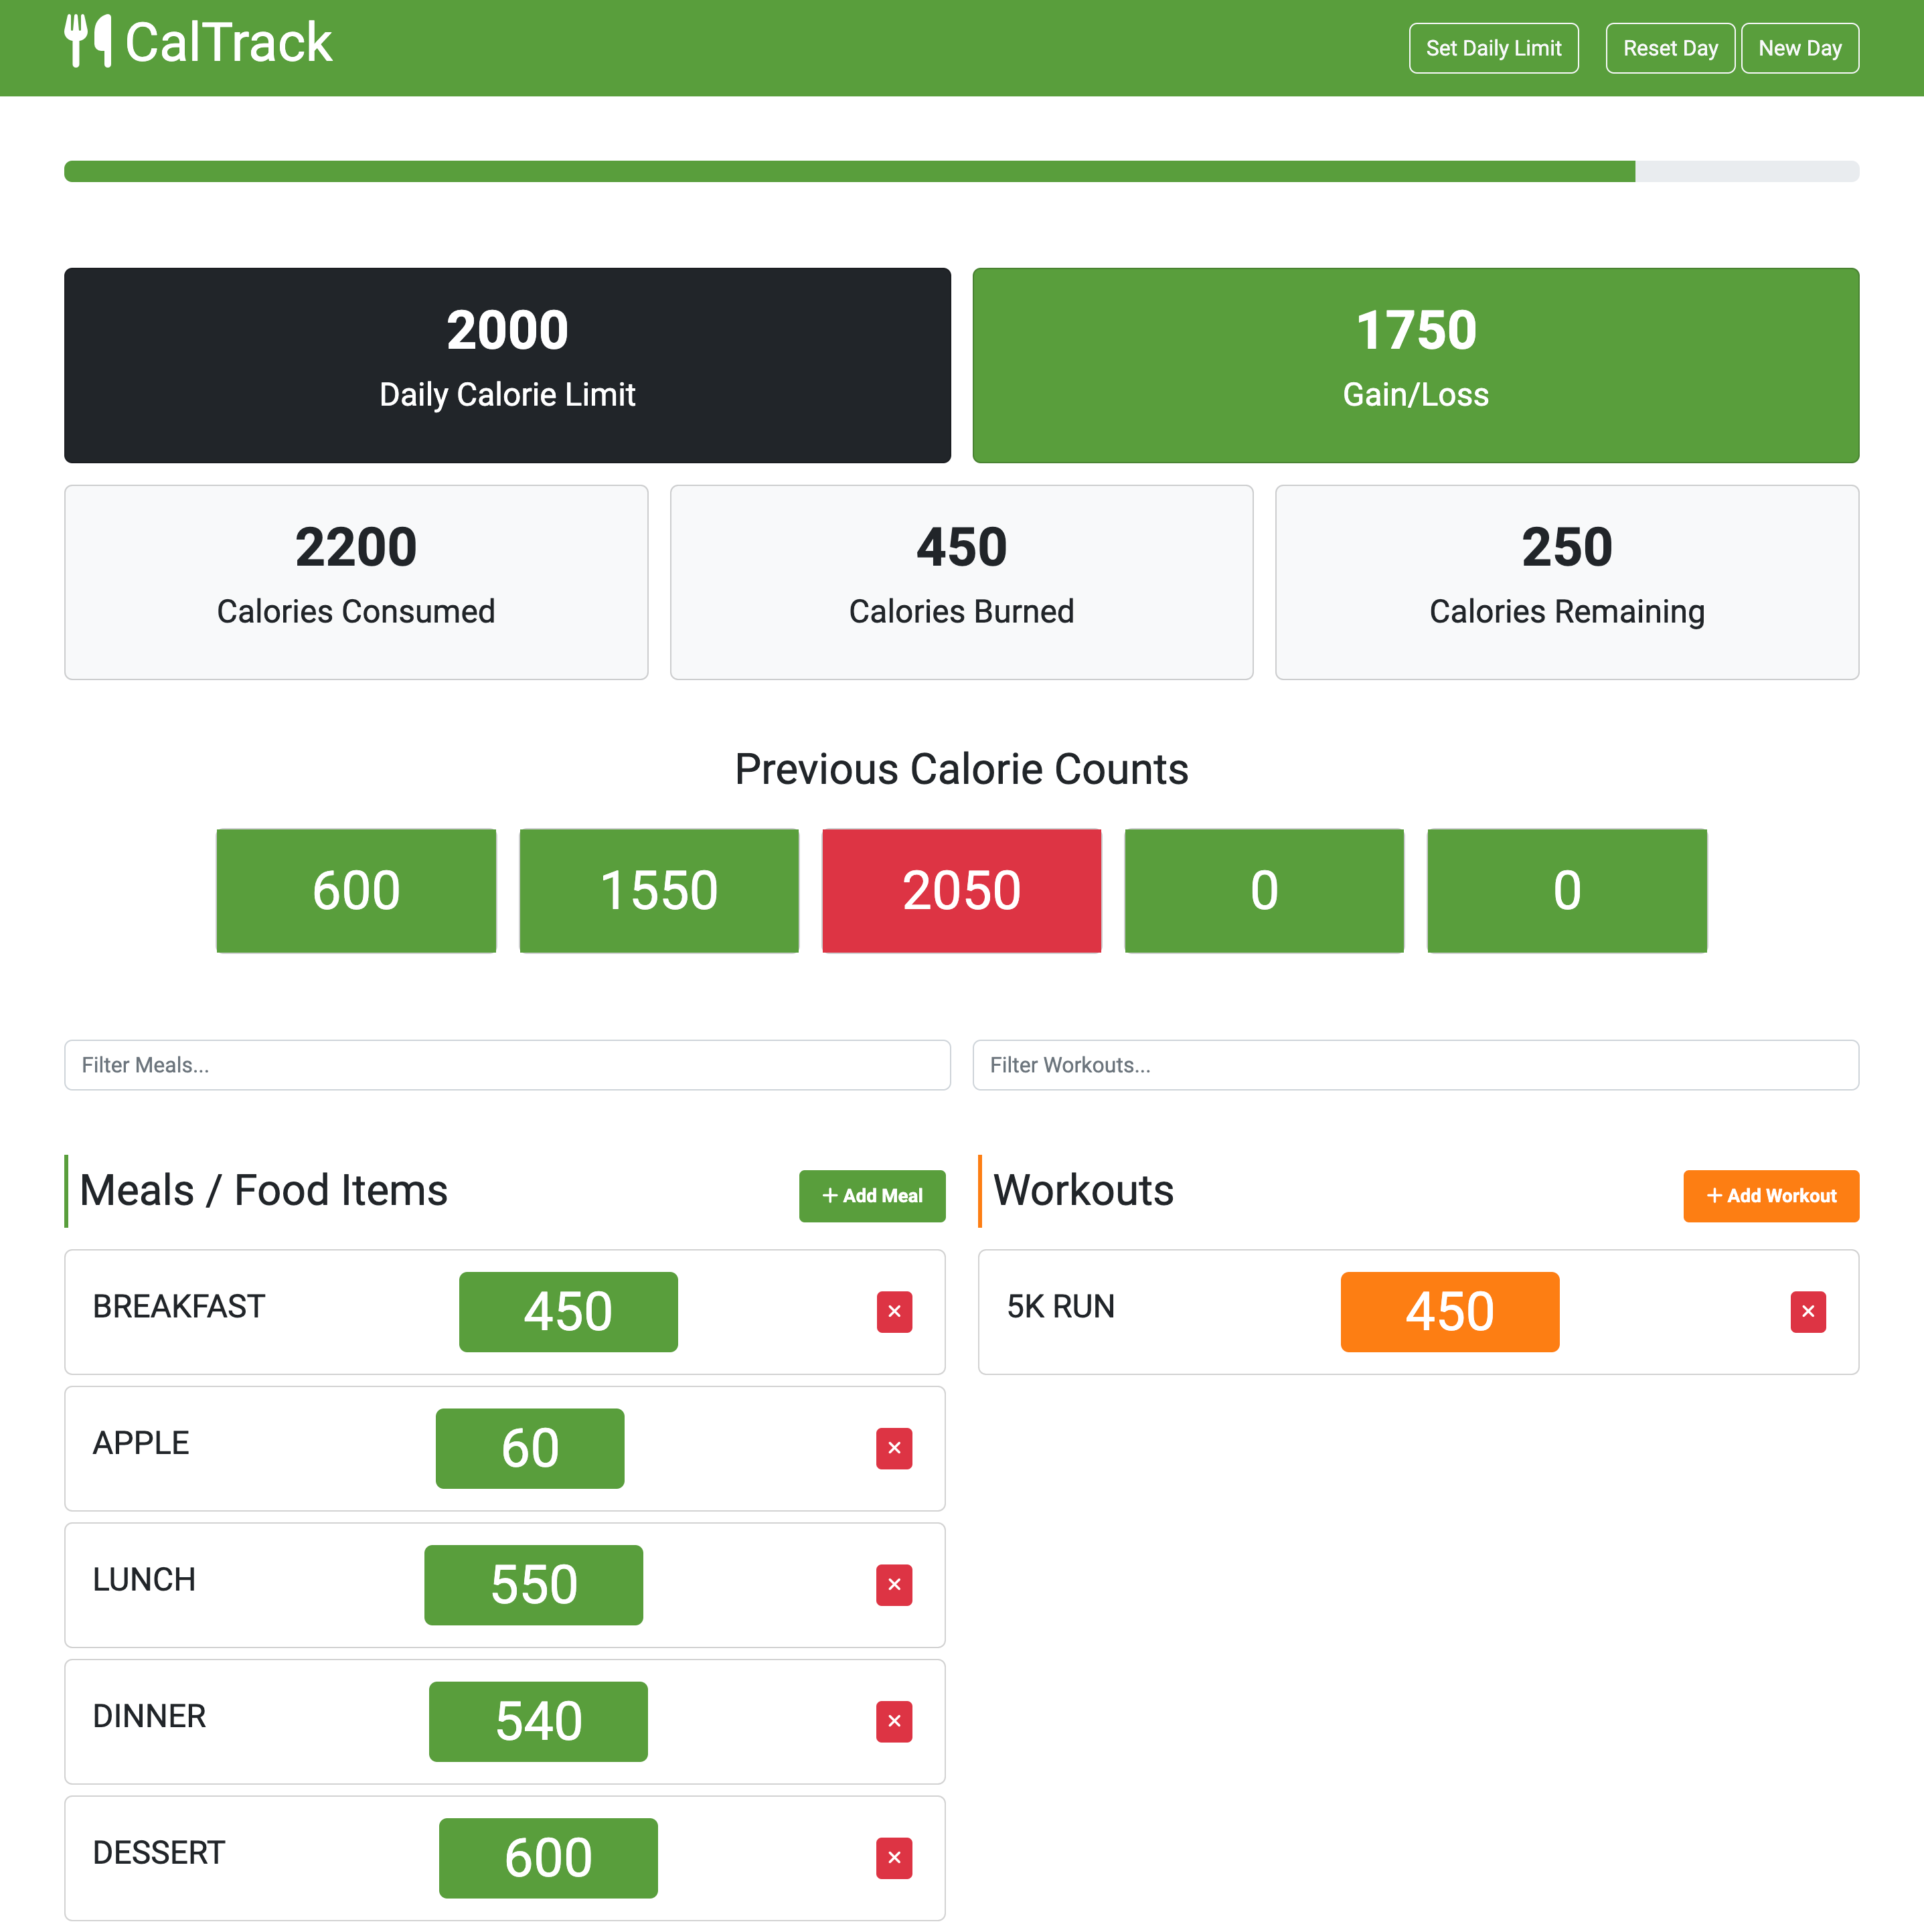 CalTrack
Set Daily Limit
Reset Day
New Day
2000
Daily Calorie Limit
1750
Gain/Loss
2200
Calories Consumed
450
Calories Burned
250
Calories Remaining
Previous Calorie Counts
600
1550
2050
0
0
Filter Meals...
Filter Workouts...
Meals / Food Items
+ Add Meal
BREAKFAST
450
APPLE
60
LUNCH
550
DINNER
540
DESSERT
600
Workouts
+ Add Workout
5K RUN
450